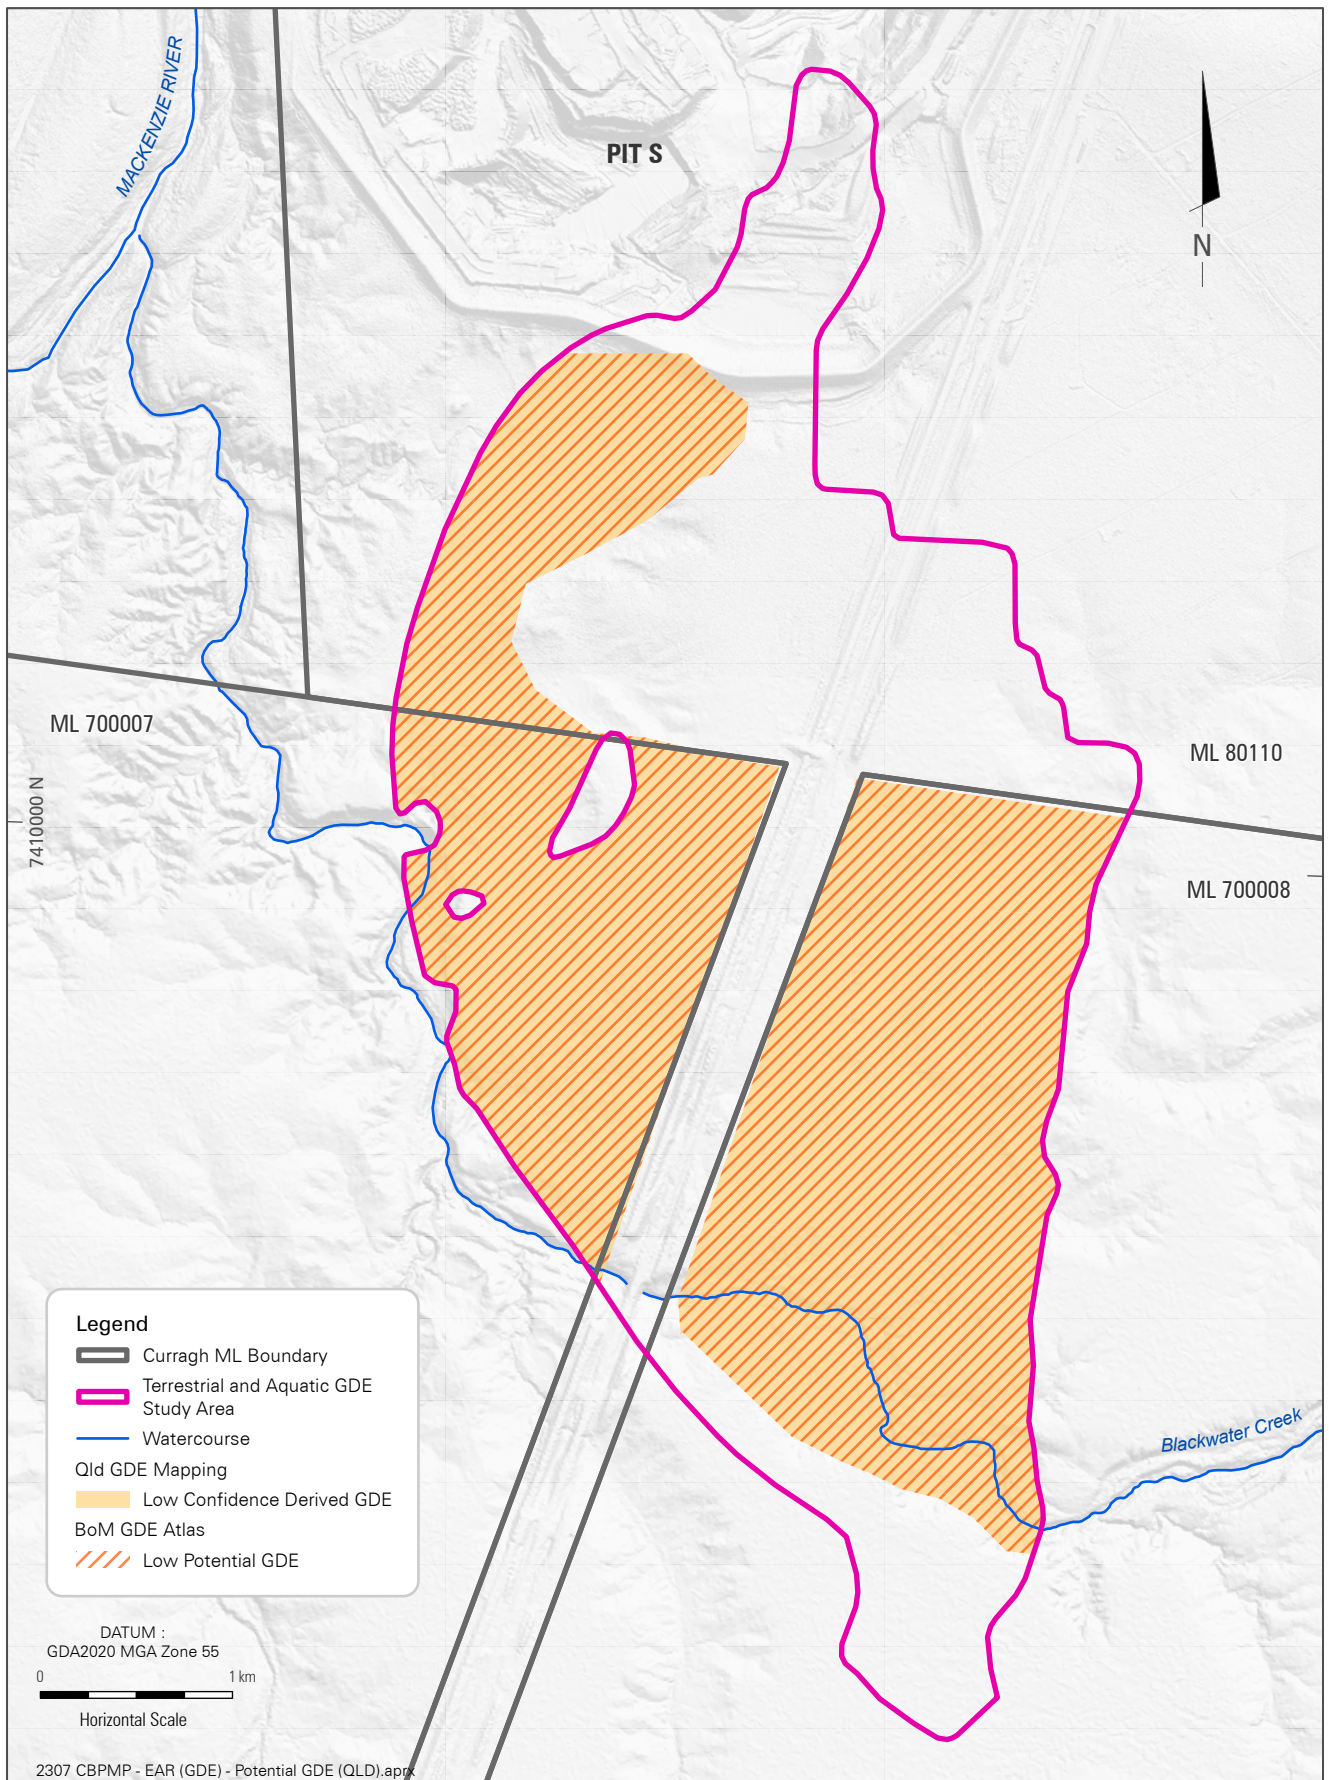 MACKENZIE RIVER
PIT S
N
ML 700007
ML 80110
7410000 N
ML 700008
Blackwater Creek
Legend
Curragh ML Boundary
Terrestrial and Aquatic GDE
Study Area
Watercourse
Qld GDE Mapping
Low Confidence Derived GDE
BoM GDE Atlas
Low Potential GDE
DATUM :
GDA2020 MGA Zone 55
0 1 km
Horizontal Scale
2307 CBPMP - EAR (GDE) - Potential GDE (QLD).aprx